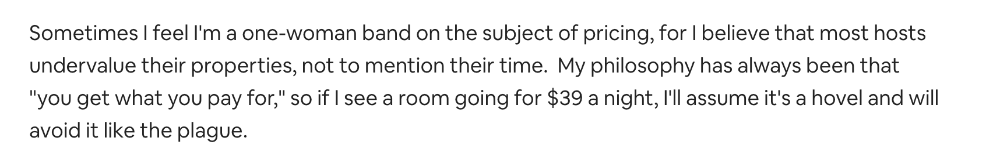 Sometimes I feel I'm a one-woman band on the subject of pricing, for I believe that most hosts
undervalue their properties, not to mention their time.  My philosophy has always been that
"you get what you pay for," so if I see a room going for $39 a night, I'll assume it's a hovel and will
avoid it like the plague.